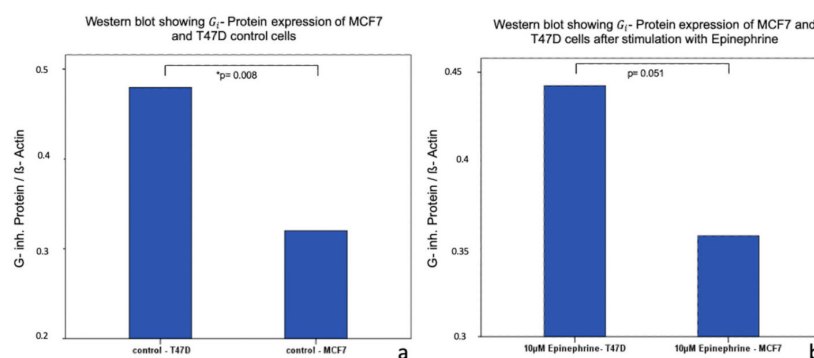 Western blot showing G_i- Protein expression of MCF7
and T47D control cells
0.5
0.4
0.3
0.2
G- inh. Protein / ß- Actin
*p= 0.008
control - T47D
control - MCF7
a
Western blot showing G_i- Protein expression of MCF7 and
T47D cells after stimulation with Epinephrine
0.45
0.4
0.35
0.3
G- inh. Protein / ß- Actin
p= 0.051
10µM Epinephrine- T47D
10µM Epinephrine - MCF7
b